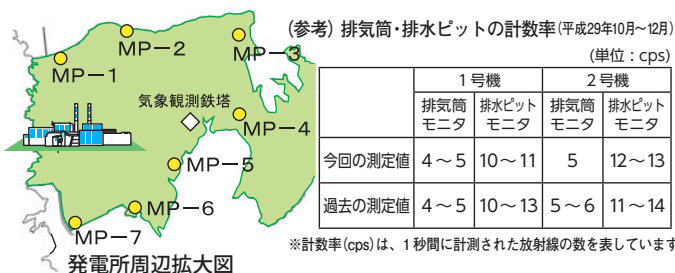 MP－1
MP－2
MP－3
気象観測鉄塔
MP－4
MP－5
MP－6
MP－7
発電所周辺拡大図
(参考) 排気筒・排水ピットの計数率(平成29年10月～12月)
(単位：cps)
1号機 2号機
排気筒モニタ 排水ピットモニタ 排気筒モニタ 排水ピットモニタ
今回の測定値 4～5 10～11 5 12～13
過去の測定値 4～5 10～13 5～6 11～14
※計数率(cps)は、1秒間に計測された放射線の数を表しています